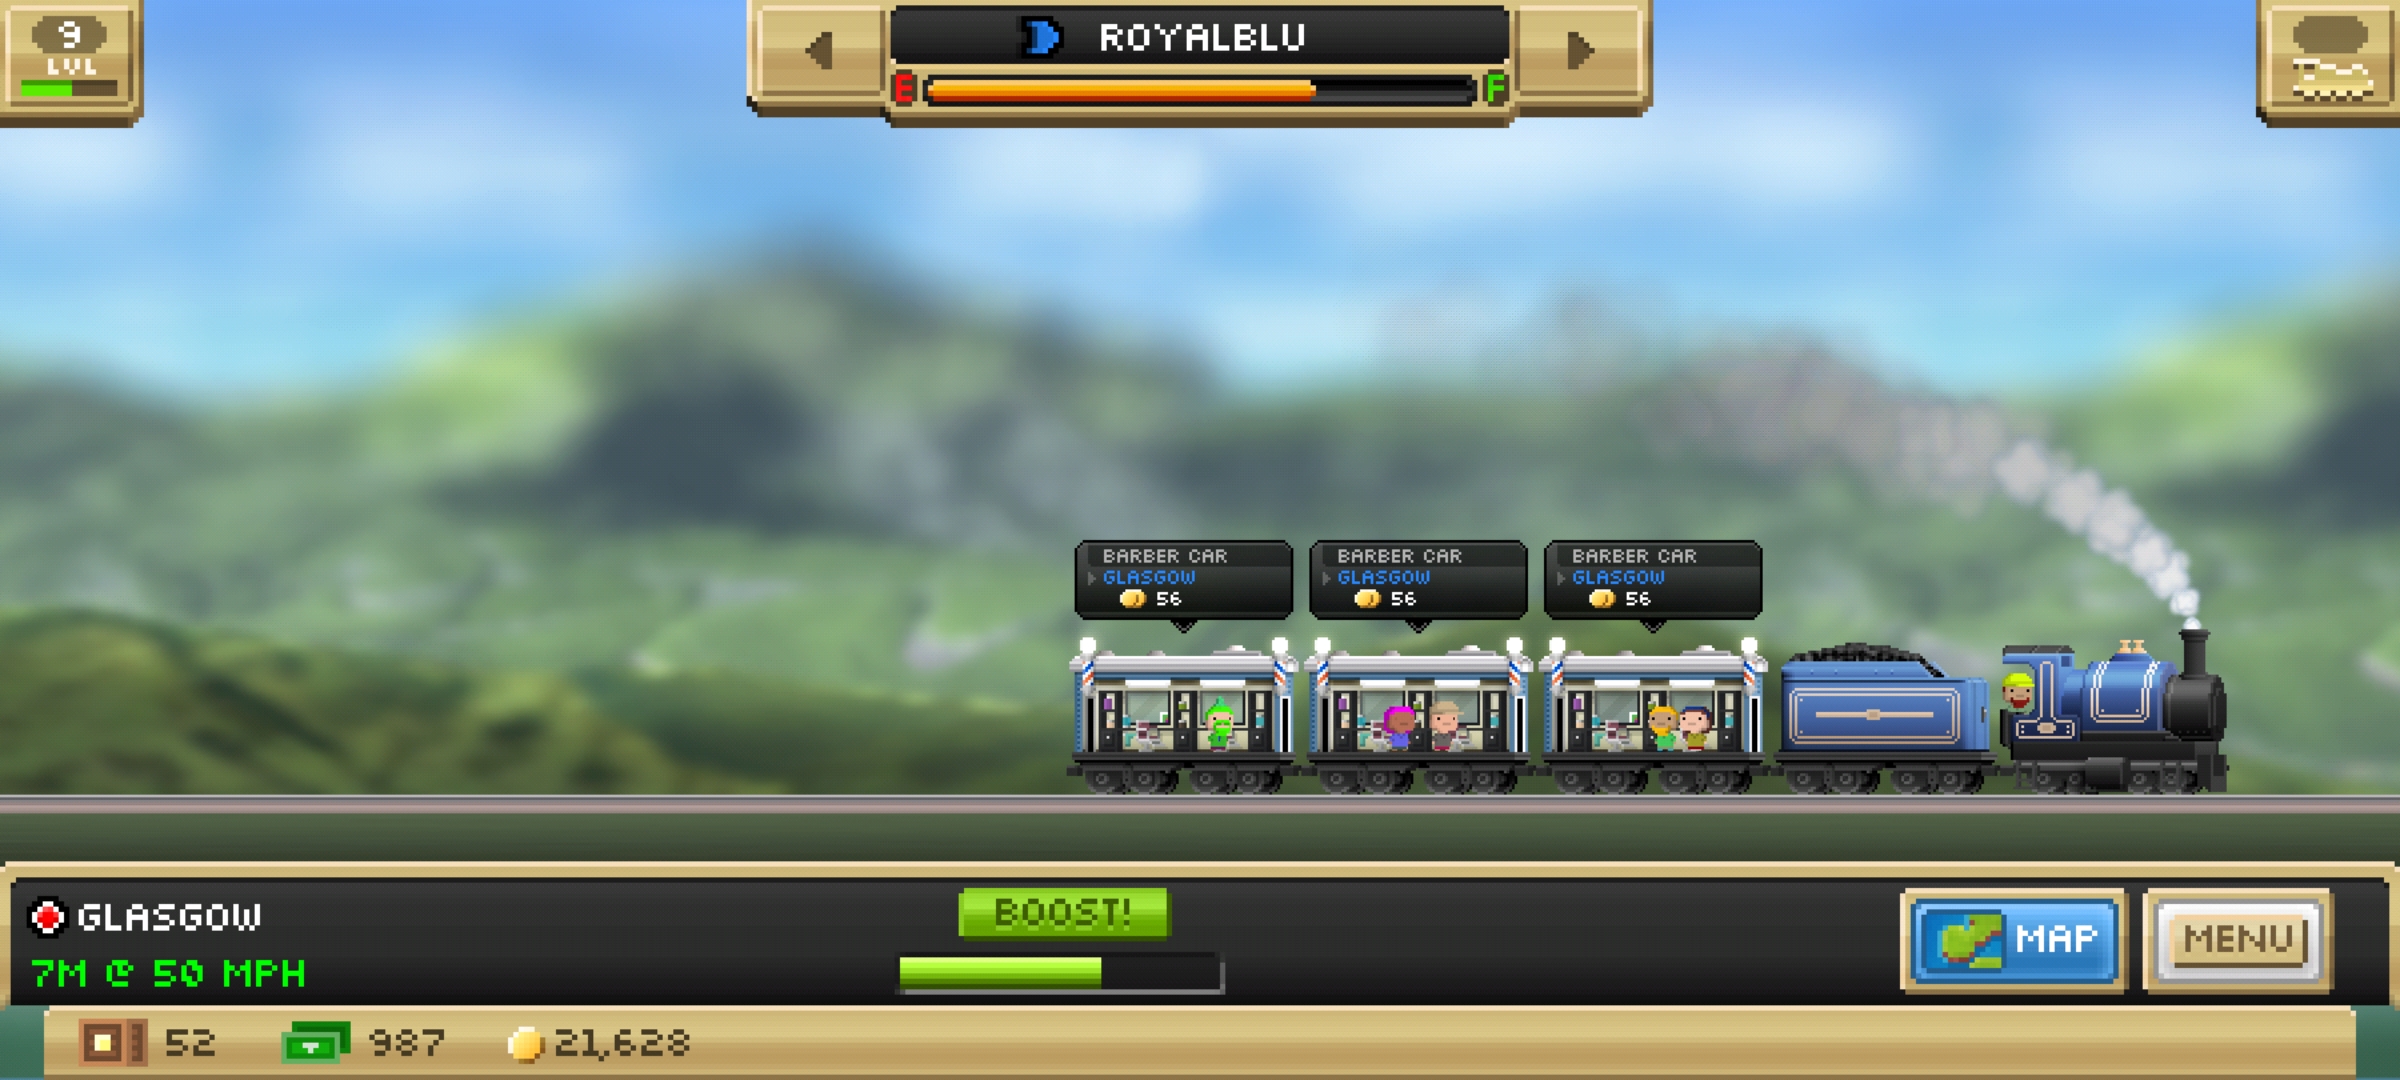 9
LVL
ROYALBLU
E F
BARBER CAR
GLASGOW
56
BARBER CAR
GLASGOW
56
BARBER CAR
GLASGOW
56
GLASGOW
7M @ 50 MPH
BOOST!
MAP
MENU
52
987
21,628